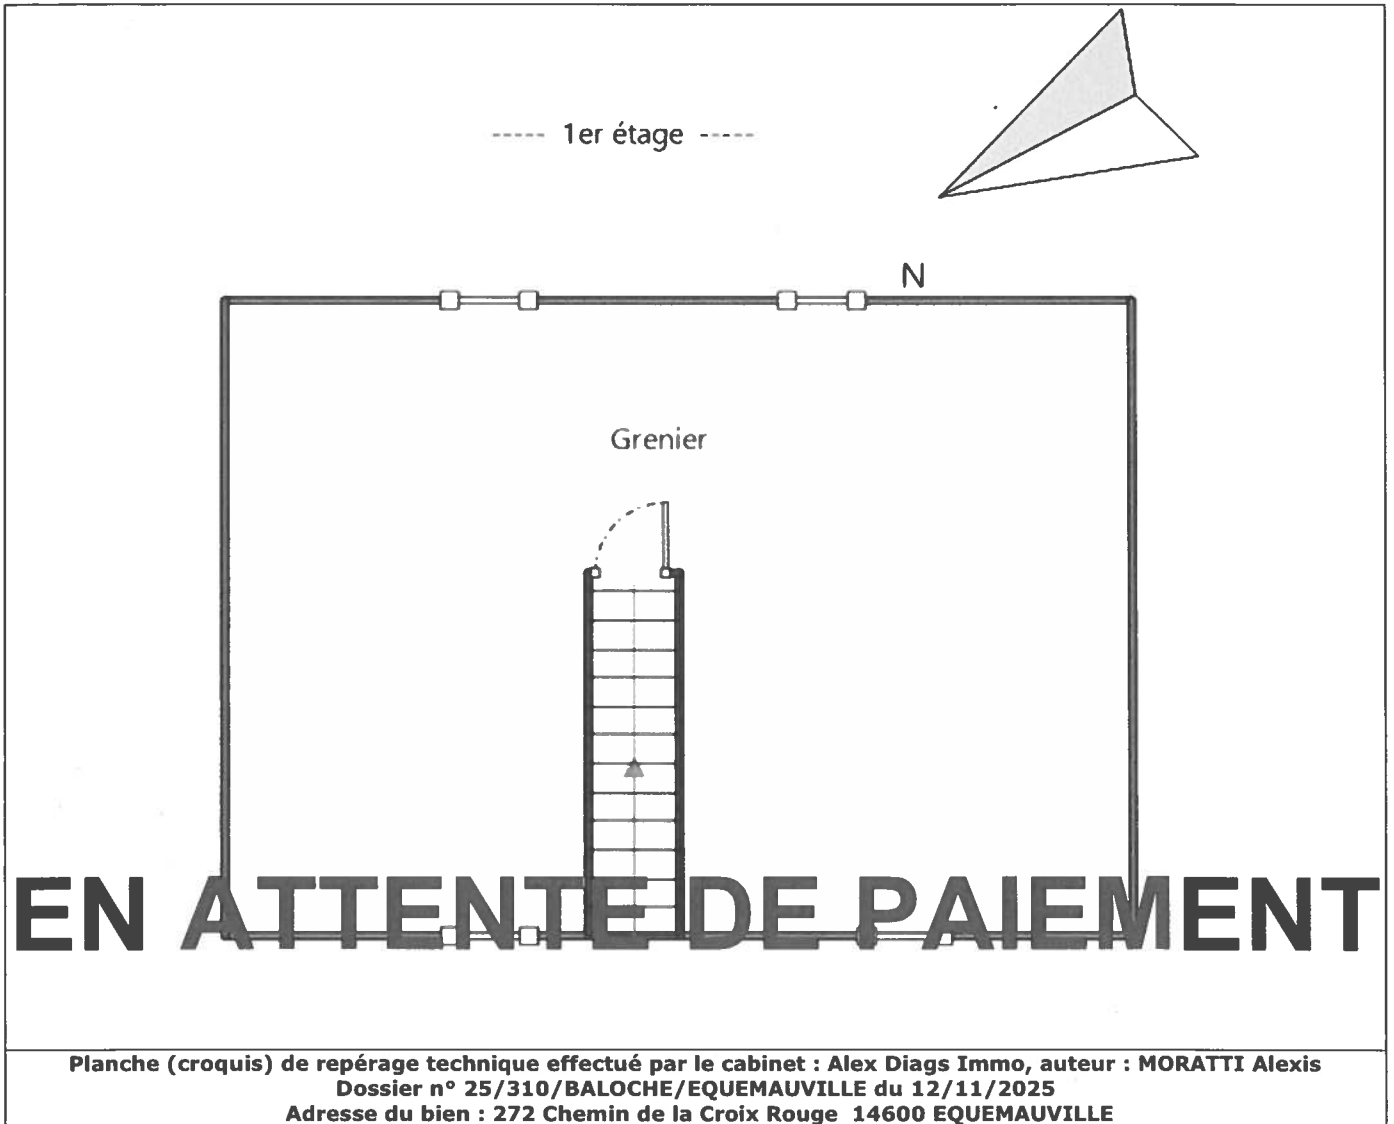 ----- 1er étage -----
N
Grenier
EN ATTENTE DE PAIEMENT
Planche (croquis) de repérage technique effectué par le cabinet : Alex Diags Immo, auteur : MORATTI Alexis
Dossier n° 25/310/BALOCHE/EQUEMAUVILLE du 12/11/2025
Adresse du bien : 272 Chemin de la Croix Rouge 14600 EQUEMAUVILLE